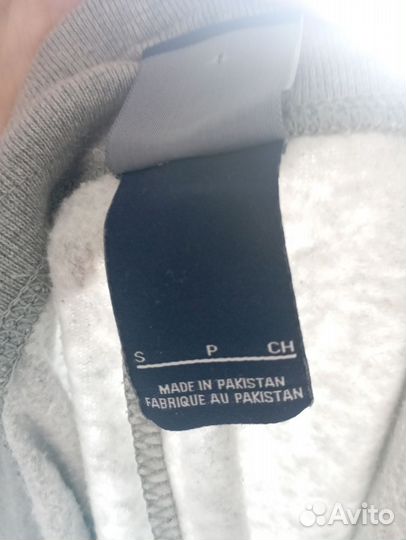 S P CH
MADE IN PAKISTAN
FABRIQUE AU PAKISTAN
Avito